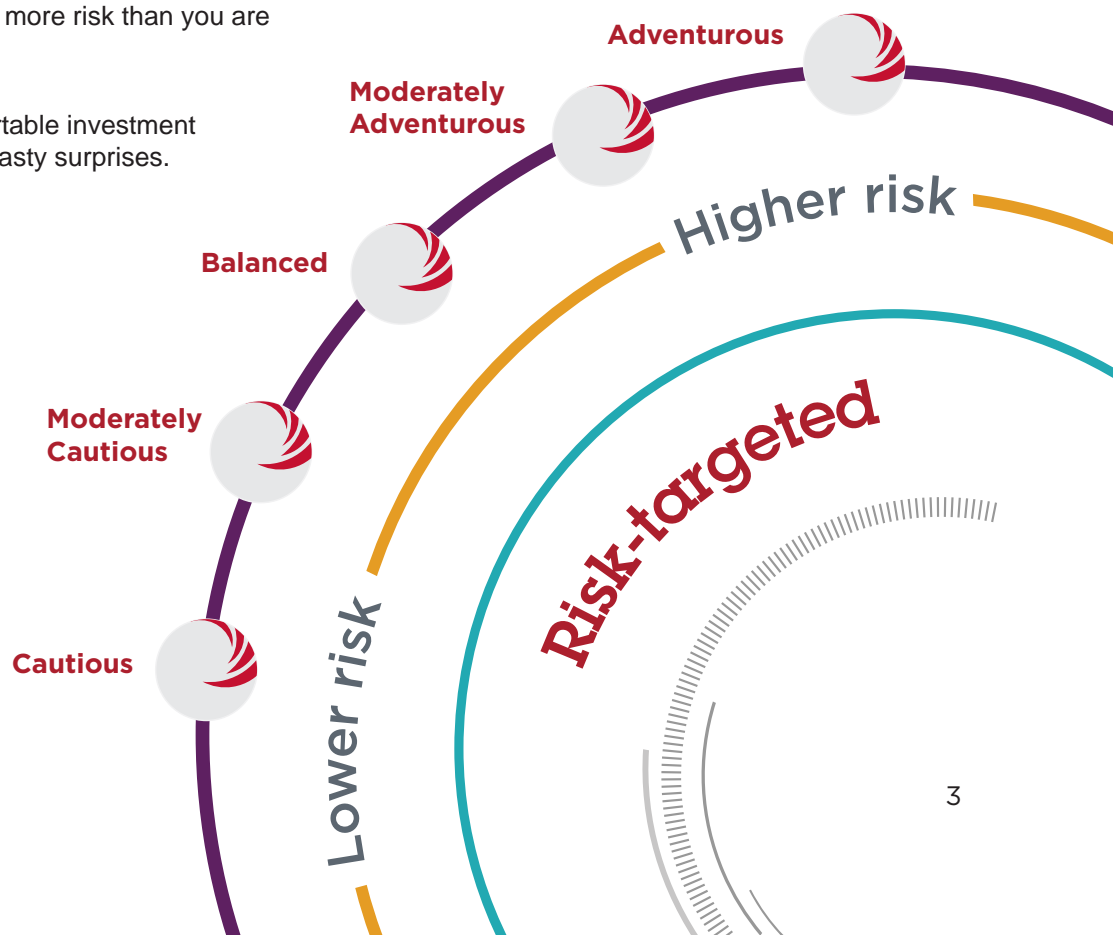 more risk than you are
rtable investment
asty surprises.
Adventurous
Moderately
Adventurous
Balanced
Moderately
Cautious
Cautious
Higher risk
Lower risk
Risk-targeted
3